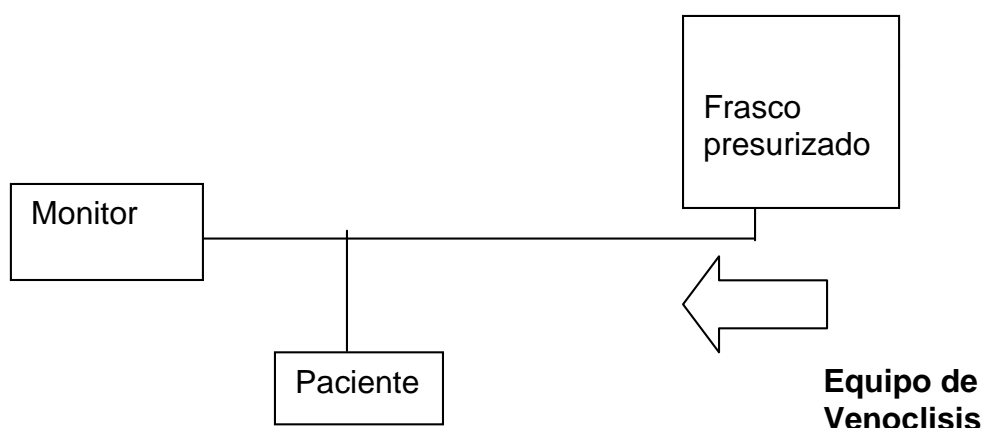 Frasco
presurizado
Monitor
Paciente
Equipo de
Venoclisis